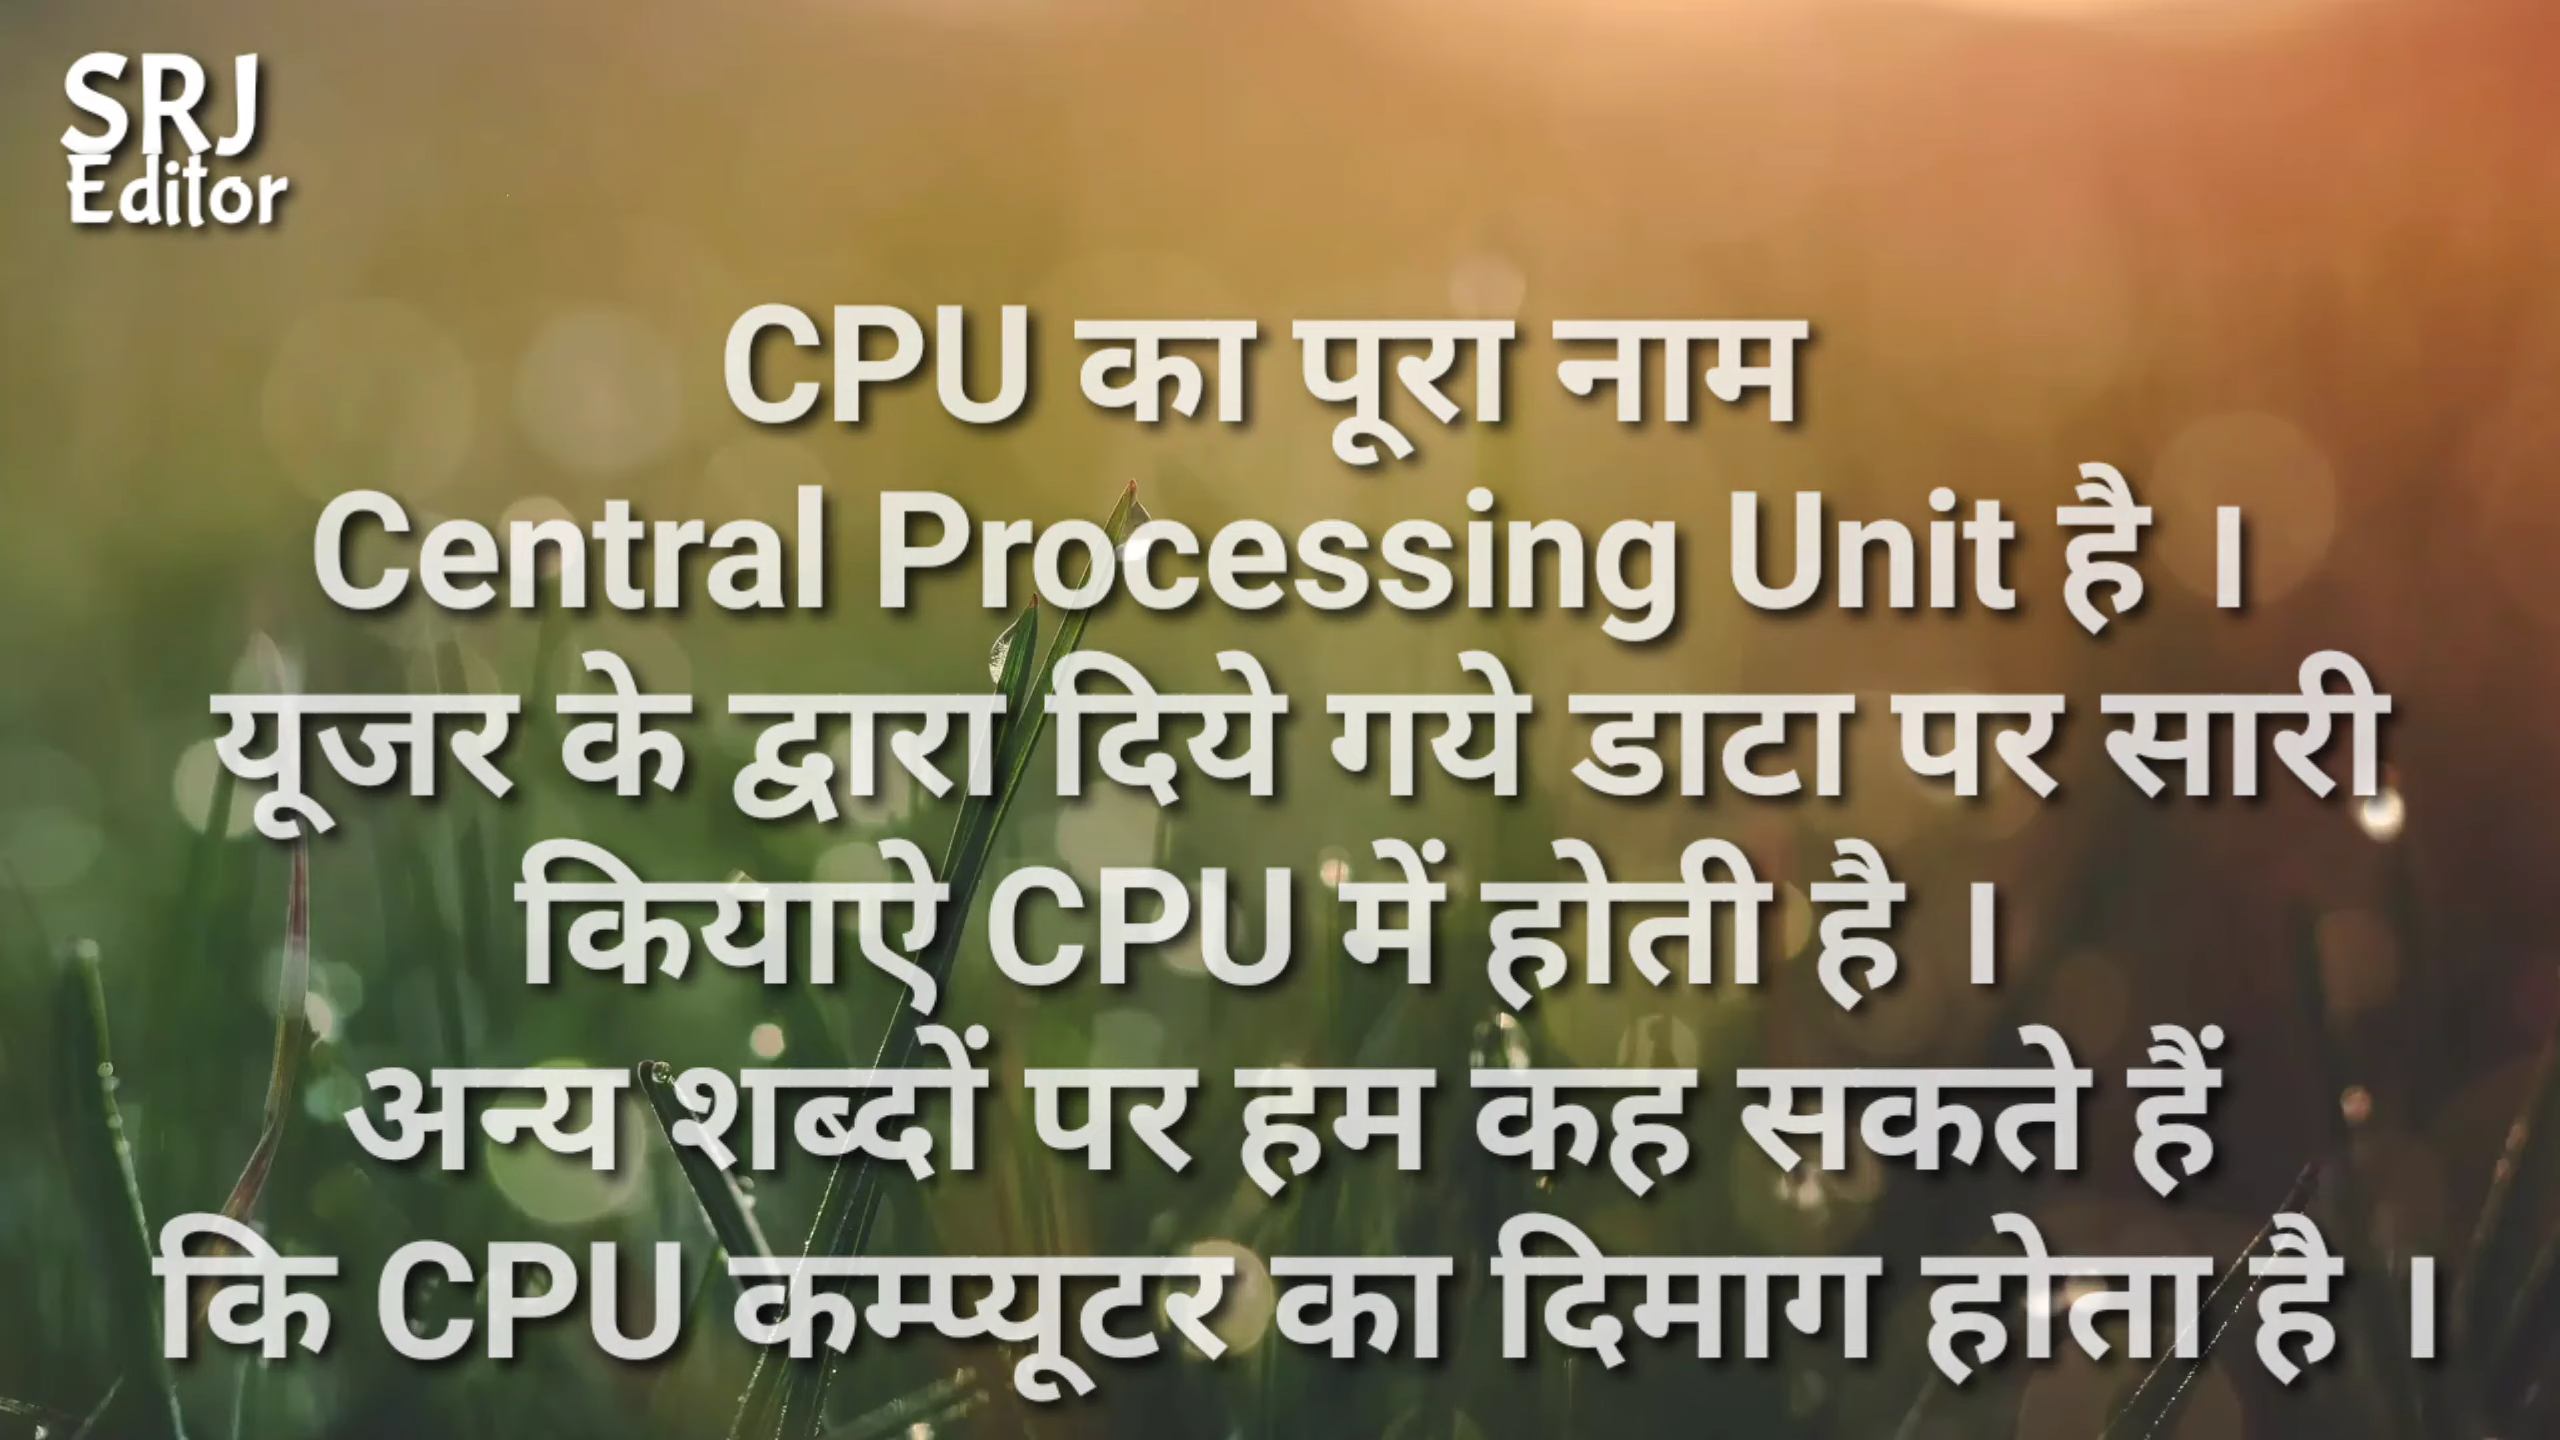 SRJ
Editor
CPU का पूरा नाम
Central Processing Unit है ।
यूजर के द्वारा दिये गये डाटा पर सारी
कियाऐ CPU में होती है ।
अन्य शब्दों पर हम कह सकते हैं
कि CPU कम्प्यूटर का दिमाग होता है ।